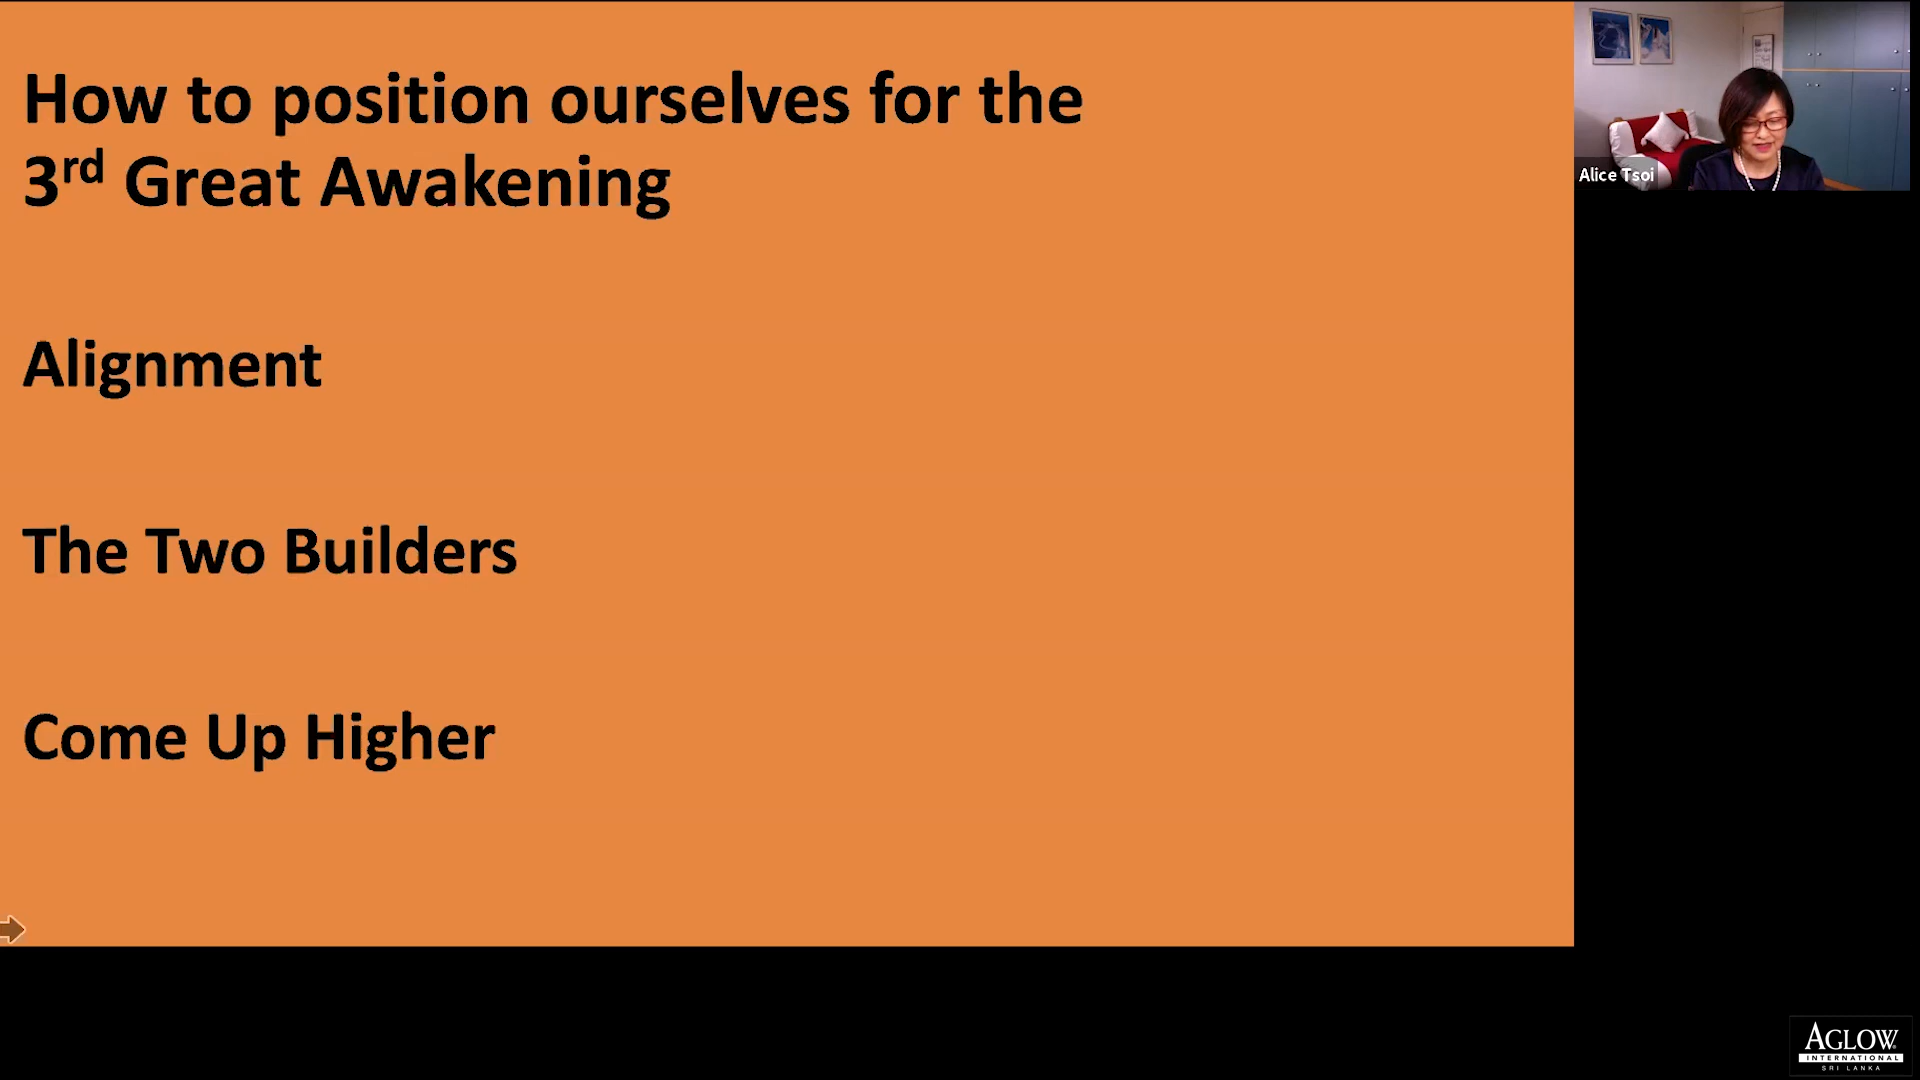 How to position ourselves for the
3rd Great Awakening
Alignment
The Two Builders
Come Up Higher
Alice Tsoi
AGLOW
INTERNATIONAL
SRI LANKA